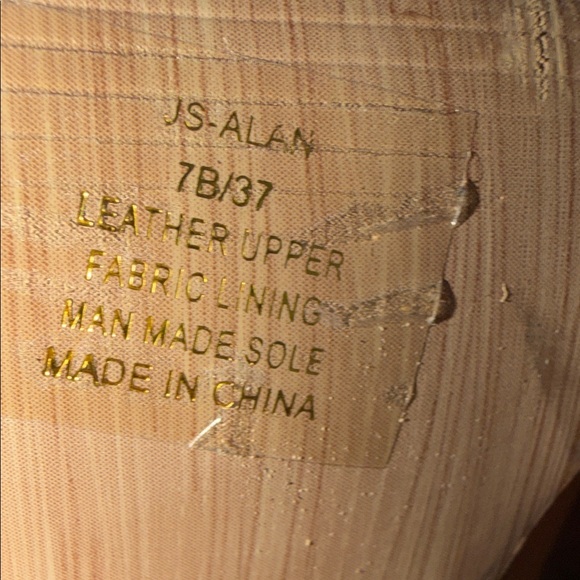 JS-ALAN
7B/37
LEATHER UPPER
FABRIC LINING
MAN MADE SOLE
MADE IN CHINA